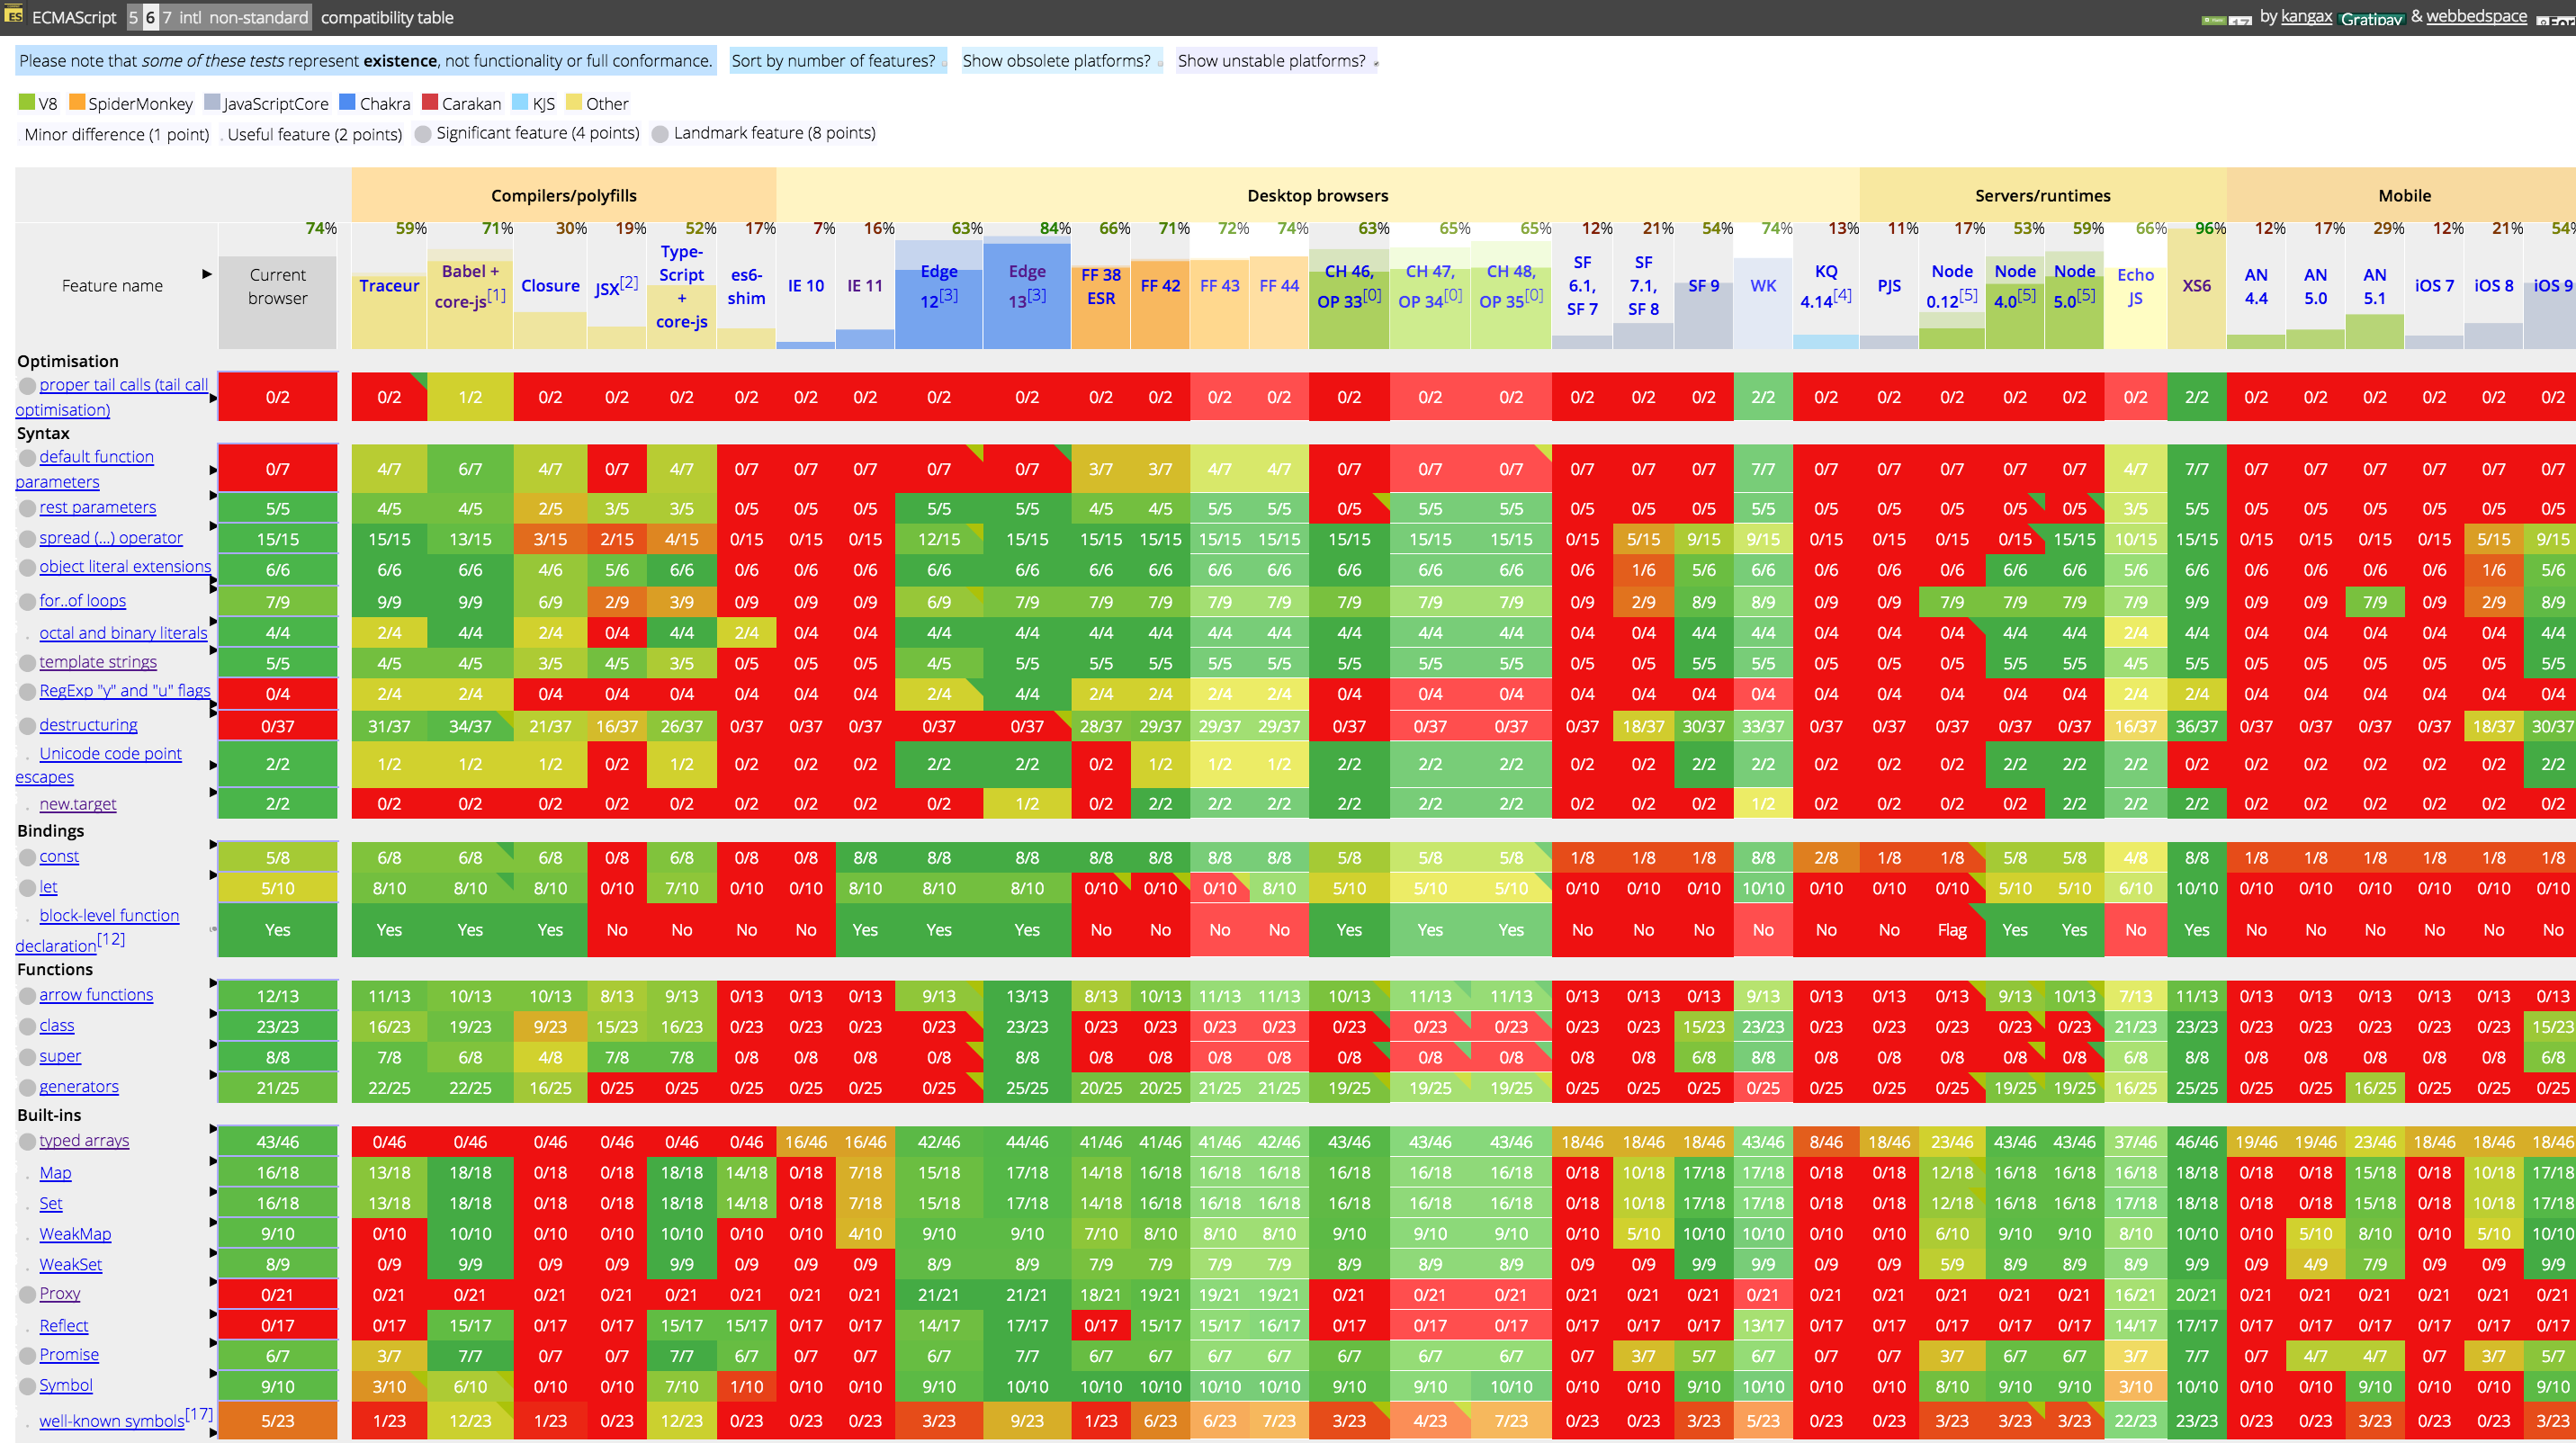 ECMAScript 5 6 7 intl non-standard compatibility table by kangax Gratipay & webbedspace
Please note that some of these tests represent existence, not functionality or full conformance. Sort by number of features? Show obsolete platforms? Show unstable platforms?
V8 SpiderMonkey JavaScriptCore Chakra Carakan KJS Other
Minor difference (1 point) Useful feature (2 points) Significant feature (4 points) Landmark feature (8 points)
Compilers/polyfills Desktop browsers Servers/runtimes Mobile
74% 59% 71% 30% 19% 52% 17% 7% 16% 63% 84% 66% 71% 72% 74% 63% 65% 65% 12% 21% 54% 74% 13% 11% 17% 53% 59% 66% 96% 12% 17% 29% 12% 21% 54%
Feature name Current browser Traceur Babel + core-js[1] Closure JSX[2] Type-Script + core-js es6-shim IE 10 IE 11 Edge 12[3] Edge 13[3] FF 38 ESR FF 42 FF 43 FF 44 CH 46, OP 33[0] CH 47, OP 34[0] CH 48, OP 35[0] SF 6.1, SF 7 SF 7.1, SF 8 SF 9 WK KQ 4.14[4] PJS Node 0.12[5] Node 4.0[5] Node 5.0[5] Echo JS XS6 AN 4.4 AN 5.0 AN 5.1 iOS 7 iOS 8 iOS 9
Optimisation
proper tail calls (tail call optimisation) 0/2 0/2 1/2 0/2 0/2 0/2 0/2 0/2 0/2 0/2 0/2 0/2 0/2 0/2 0/2 0/2 0/2 0/2 0/2 0/2 0/2 2/2 0/2 0/2 0/2 0/2 0/2 0/2 2/2 0/2 0/2 0/2 0/2 0/2 0/2
Syntax
default function parameters 0/7 4/7 6/7 4/7 0/7 4/7 0/7 0/7 0/7 0/7 0/7 3/7 3/7 4/7 4/7 0/7 0/7 0/7 0/7 0/7 0/7 7/7 0/7 0/7 0/7 0/7 0/7 4/7 7/7 0/7 0/7 0/7 0/7 0/7 0/7
rest parameters 5/5 4/5 4/5 2/5 3/5 3/5 0/5 0/5 0/5 5/5 5/5 4/5 4/5 5/5 5/5 0/5 5/5 5/5 0/5 0/5 0/5 5/5 0/5 0/5 0/5 0/5 0/5 3/5 5/5 0/5 0/5 0/5 0/5 0/5 0/5
spread (...) operator 15/15 15/15 13/15 3/15 2/15 4/15 0/15 0/15 0/15 12/15 15/15 15/15 15/15 15/15 15/15 15/15 15/15 15/15 0/15 5/15 9/15 9/15 0/15 0/15 0/15 0/15 15/15 10/15 15/15 0/15 0/15 0/15 0/15 5/15 9/15
object literal extensions 6/6 6/6 6/6 4/6 5/6 6/6 0/6 0/6 0/6 6/6 6/6 6/6 6/6 6/6 6/6 6/6 6/6 6/6 0/6 1/6 5/6 6/6 0/6 0/6 0/6 6/6 6/6 5/6 6/6 0/6 0/6 0/6 0/6 1/6 5/6
for..of loops 7/9 9/9 9/9 6/9 2/9 3/9 0/9 0/9 0/9 6/9 7/9 7/9 7/9 7/9 7/9 7/9 7/9 7/9 0/9 2/9 8/9 8/9 0/9 0/9 7/9 7/9 7/9 7/9 9/9 0/9 0/9 7/9 0/9 2/9 8/9
octal and binary literals 4/4 2/4 4/4 2/4 0/4 4/4 2/4 0/4 0/4 4/4 4/4 4/4 4/4 4/4 4/4 4/4 4/4 4/4 0/4 0/4 4/4 4/4 0/4 0/4 0/4 4/4 4/4 2/4 4/4 0/4 0/4 0/4 0/4 0/4 4/4
template strings 5/5 4/5 4/5 3/5 4/5 3/5 0/5 0/5 0/5 4/5 5/5 5/5 5/5 5/5 5/5 5/5 5/5 5/5 0/5 0/5 5/5 5/5 0/5 0/5 0/5 5/5 5/5 4/5 5/5 0/5 0/5 0/5 0/5 0/5 5/5
RegExp "y" and "u" flags 0/4 2/4 2/4 0/4 0/4 0/4 0/4 0/4 0/4 2/4 4/4 2/4 2/4 2/4 2/4 0/4 0/4 0/4 0/4 0/4 0/4 0/4 0/4 0/4 0/4 0/4 0/4 2/4 2/4 0/4 0/4 0/4 0/4 0/4 0/4
destructuring 0/37 31/37 34/37 21/37 16/37 26/37 0/37 0/37 0/37 0/37 0/37 28/37 29/37 29/37 29/37 0/37 0/37 0/37 0/37 18/37 30/37 33/37 0/37 0/37 0/37 0/37 0/37 16/37 36/37 0/37 0/37 0/37 0/37 18/37 30/37
Unicode code point escapes 2/2 1/2 1/2 1/2 0/2 1/2 0/2 0/2 0/2 2/2 2/2 0/2 1/2 1/2 1/2 2/2 2/2 2/2 0/2 0/2 2/2 2/2 0/2 0/2 0/2 2/2 2/2 2/2 0/2 0/2 0/2 0/2 0/2 0/2 2/2
new.target 2/2 0/2 0/2 0/2 0/2 0/2 0/2 0/2 0/2 0/2 1/2 0/2 2/2 2/2 2/2 2/2 2/2 2/2 0/2 0/2 0/2 1/2 0/2 0/2 0/2 0/2 2/2 2/2 2/2 0/2 0/2 0/2 0/2 0/2 0/2
Bindings
const 5/8 6/8 6/8 6/8 0/8 6/8 0/8 0/8 8/8 8/8 8/8 8/8 8/8 8/8 8/8 5/8 5/8 5/8 1/8 1/8 1/8 8/8 2/8 1/8 1/8 5/8 5/8 4/8 8/8 1/8 1/8 1/8 1/8 1/8 1/8
let 5/10 8/10 8/10 8/10 0/10 7/10 0/10 0/10 8/10 8/10 8/10 0/10 0/10 0/10 8/10 5/10 5/10 5/10 0/10 0/10 0/10 10/10 0/10 0/10 0/10 5/10 5/10 6/10 10/10 0/10 0/10 0/10 0/10 0/10 0/10
block-level function declaration[12] Yes Yes Yes Yes No No No No Yes Yes Yes No No No No Yes Yes Yes No No No No No No Flag Yes Yes No Yes No No No No No No
Functions
arrow functions 12/13 11/13 10/13 10/13 8/13 9/13 0/13 0/13 0/13 9/13 13/13 8/13 10/13 11/13 11/13 10/13 11/13 11/13 0/13 0/13 0/13 9/13 0/13 0/13 0/13 9/13 10/13 7/13 11/13 0/13 0/13 0/13 0/13 0/13 0/13
class 23/23 16/23 19/23 9/23 15/23 16/23 0/23 0/23 0/23 0/23 23/23 0/23 0/23 0/23 0/23 0/23 0/23 0/23 0/23 0/23 15/23 23/23 0/23 0/23 0/23 0/23 0/23 21/23 23/23 0/23 0/23 0/23 0/23 0/23 15/23
super 8/8 7/8 6/8 4/8 7/8 7/8 0/8 0/8 0/8 0/8 8/8 0/8 0/8 0/8 0/8 0/8 0/8 0/8 0/8 0/8 6/8 8/8 0/8 0/8 0/8 0/8 0/8 6/8 8/8 0/8 0/8 0/8 0/8 0/8 6/8
generators 21/25 22/25 22/25 16/25 0/25 0/25 0/25 0/25 0/25 0/25 25/25 20/25 20/25 21/25 21/25 19/25 19/25 19/25 0/25 0/25 0/25 0/25 0/25 0/25 0/25 19/25 19/25 16/25 25/25 0/25 0/25 16/25 0/25 0/25 0/25
Built-ins
typed arrays 43/46 0/46 0/46 0/46 0/46 0/46 0/46 16/46 16/46 42/46 44/46 41/46 41/46 41/46 42/46 43/46 43/46 43/46 18/46 18/46 18/46 43/46 8/46 18/46 23/46 43/46 43/46 37/46 46/46 19/46 19/46 23/46 18/46 18/46 18/46
Map 16/18 13/18 18/18 0/18 0/18 18/18 14/18 0/18 7/18 15/18 17/18 14/18 16/18 16/18 16/18 16/18 16/18 16/18 0/18 10/18 17/18 17/18 0/18 0/18 12/18 16/18 16/18 16/18 18/18 0/18 0/18 15/18 0/18 10/18 17/18
Set 16/18 13/18 18/18 0/18 0/18 18/18 14/18 0/18 7/18 15/18 17/18 14/18 16/18 16/18 16/18 16/18 16/18 16/18 0/18 10/18 17/18 17/18 0/18 0/18 12/18 16/18 16/18 17/18 18/18 0/18 0/18 15/18 0/18 10/18 17/18
WeakMap 9/10 0/10 10/10 0/10 0/10 10/10 0/10 0/10 4/10 9/10 9/10 7/10 8/10 8/10 8/10 9/10 9/10 9/10 0/10 5/10 10/10 10/10 0/10 0/10 6/10 9/10 9/10 8/10 10/10 0/10 5/10 8/10 0/10 5/10 10/10
WeakSet 8/9 0/9 9/9 0/9 0/9 9/9 0/9 0/9 0/9 8/9 8/9 7/9 7/9 7/9 7/9 8/9 8/9 8/9 0/9 0/9 9/9 9/9 0/9 0/9 5/9 8/9 8/9 8/9 9/9 0/9 4/9 7/9 0/9 0/9 9/9
Proxy 0/21 0/21 0/21 0/21 0/21 0/21 0/21 0/21 0/21 21/21 21/21 18/21 19/21 19/21 19/21 0/21 0/21 0/21 0/21 0/21 0/21 0/21 0/21 0/21 0/21 0/21 0/21 16/21 20/21 0/21 0/21 0/21 0/21 0/21 0/21
Reflect 0/17 0/17 15/17 0/17 0/17 15/17 15/17 0/17 0/17 14/17 17/17 0/17 15/17 15/17 16/17 0/17 0/17 0/17 0/17 0/17 0/17 13/17 0/17 0/17 0/17 0/17 0/17 14/17 17/17 0/17 0/17 0/17 0/17 0/17 0/17
Promise 6/7 3/7 7/7 0/7 0/7 7/7 6/7 0/7 0/7 6/7 7/7 6/7 6/7 6/7 6/7 6/7 6/7 6/7 0/7 3/7 5/7 6/7 0/7 0/7 3/7 6/7 6/7 3/7 7/7 0/7 4/7 4/7 0/7 3/7 5/7
Symbol 9/10 3/10 6/10 0/10 0/10 7/10 1/10 0/10 0/10 9/10 10/10 10/10 10/10 10/10 10/10 9/10 9/10 10/10 0/10 0/10 9/10 10/10 0/10 0/10 8/10 9/10 9/10 3/10 10/10 0/10 0/10 9/10 0/10 0/10 9/10
well-known symbols[17] 5/23 1/23 12/23 1/23 0/23 12/23 0/23 0/23 0/23 3/23 9/23 1/23 6/23 6/23 7/23 3/23 4/23 7/23 0/23 0/23 3/23 5/23 0/23 0/23 3/23 3/23 3/23 22/23 23/23 0/23 0/23 3/23 0/23 0/23 3/23